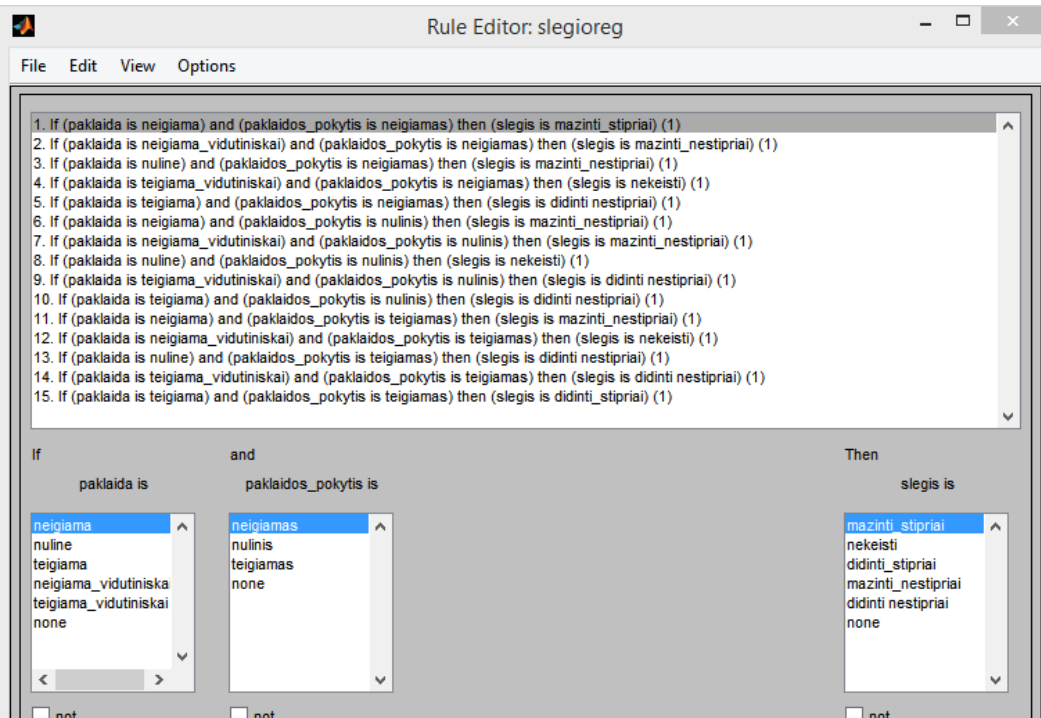 Rule Editor: slegioreg
File Edit View Options
1. If (paklaida is neigiama) and (paklaidos_pokytis is neigiamas) then (slegis is mazinti_stipriai) (1)
2. If (paklaida is neigiama_vidutiniskai) and (paklaidos_pokytis is neigiamas) then (slegis is mazinti_nestipriai) (1)
3. If (paklaida is nuline) and (paklaidos_pokytis is neigiamas) then (slegis is mazinti_nestipriai) (1)
4. If (paklaida is teigiama_vidutiniskai) and (paklaidos_pokytis is neigiamas) then (slegis is nekeisti) (1)
5. If (paklaida is teigiama) and (paklaidos_pokytis is neigiamas) then (slegis is didinti nestipriai) (1)
6. If (paklaida is neigiama) and (paklaidos_pokytis is nulinis) then (slegis is mazinti_nestipriai) (1)
7. If (paklaida is neigiama_vidutiniskai) and (paklaidos_pokytis is nulinis) then (slegis is mazinti_nestipriai) (1)
8. If (paklaida is nuline) and (paklaidos_pokytis is nulinis) then (slegis is nekeisti) (1)
9. If (paklaida is teigiama_vidutiniskai) and (paklaidos_pokytis is nulinis) then (slegis is didinti nestipriai) (1)
10. If (paklaida is teigiama) and (paklaidos_pokytis is nulinis) then (slegis is didinti nestipriai) (1)
11. If (paklaida is neigiama) and (paklaidos_pokytis is teigiamas) then (slegis is mazinti_nestipriai) (1)
12. If (paklaida is neigiama_vidutiniskai) and (paklaidos_pokytis is teigiamas) then (slegis is nekeisti) (1)
13. If (paklaida is nuline) and (paklaidos_pokytis is teigiamas) then (slegis is didinti nestipriai) (1)
14. If (paklaida is teigiama_vidutiniskai) and (paklaidos_pokytis is teigiamas) then (slegis is didinti nestipriai) (1)
15. If (paklaida is teigiama) and (paklaidos_pokytis is teigiamas) then (slegis is didinti_stipriai) (1)
If
paklaida is
neigiama
nuline
teigiama
neigiama_vidutiniska
teigiama_vidutiniskai
none
not
and
paklaidos_pokytis is
neigiamas
nulinis
teigiamas
none
not
Then
slegis is
mazinti_stipriai
nekeisti
didinti_stipriai
mazinti_nestipriai
didinti nestipriai
none
not